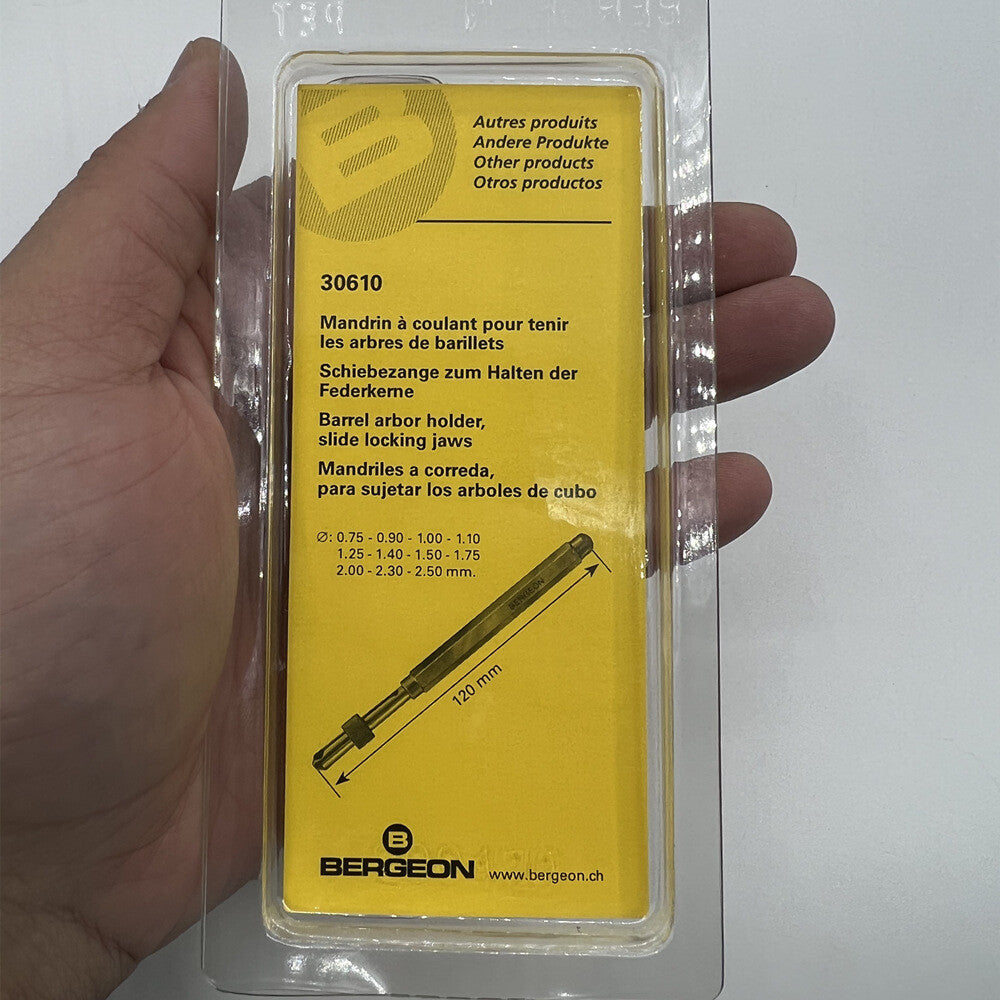 Autres produits
Andere Produkte
Other products
Otros productos
30610
Mandrin à coulant pour tenir
les arbres de barillets
Schiebezange zum Halten der
Federkerne
Barrel arbor holder,
slide locking jaws
Mandriles a correda,
para sujetar los arboles de cubo
∅: 0.75 - 0.90 - 1.00 - 1.10
1.25 - 1.40 - 1.50 - 1.75
2.00 - 2.30 - 2.50 mm.
BERGEON
120 mm
B
BERGEON www.bergeon.ch